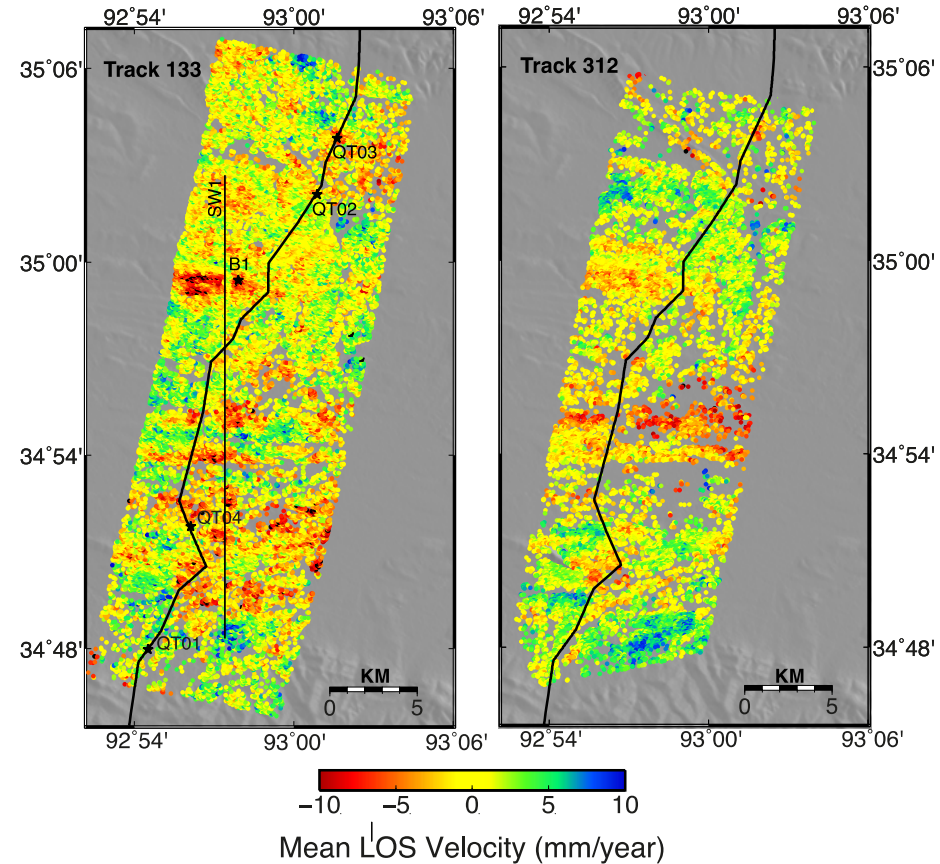 92°54' 93°00' 93°06' 92°54' 93°00' 93°06'
35°06' 35°06'
Track 133 Track 312
QT03
SW1
QT02
35°00' 35°00'
B1
34°54' 34°54'
QT04
QT01
34°48' 34°48'
KM KM
0 5 0 5
92°54' 93°00' 93°06' 92°54' 93°00' 93°06'
−10 −5 0 5 10
Mean LOS Velocity (mm/year)